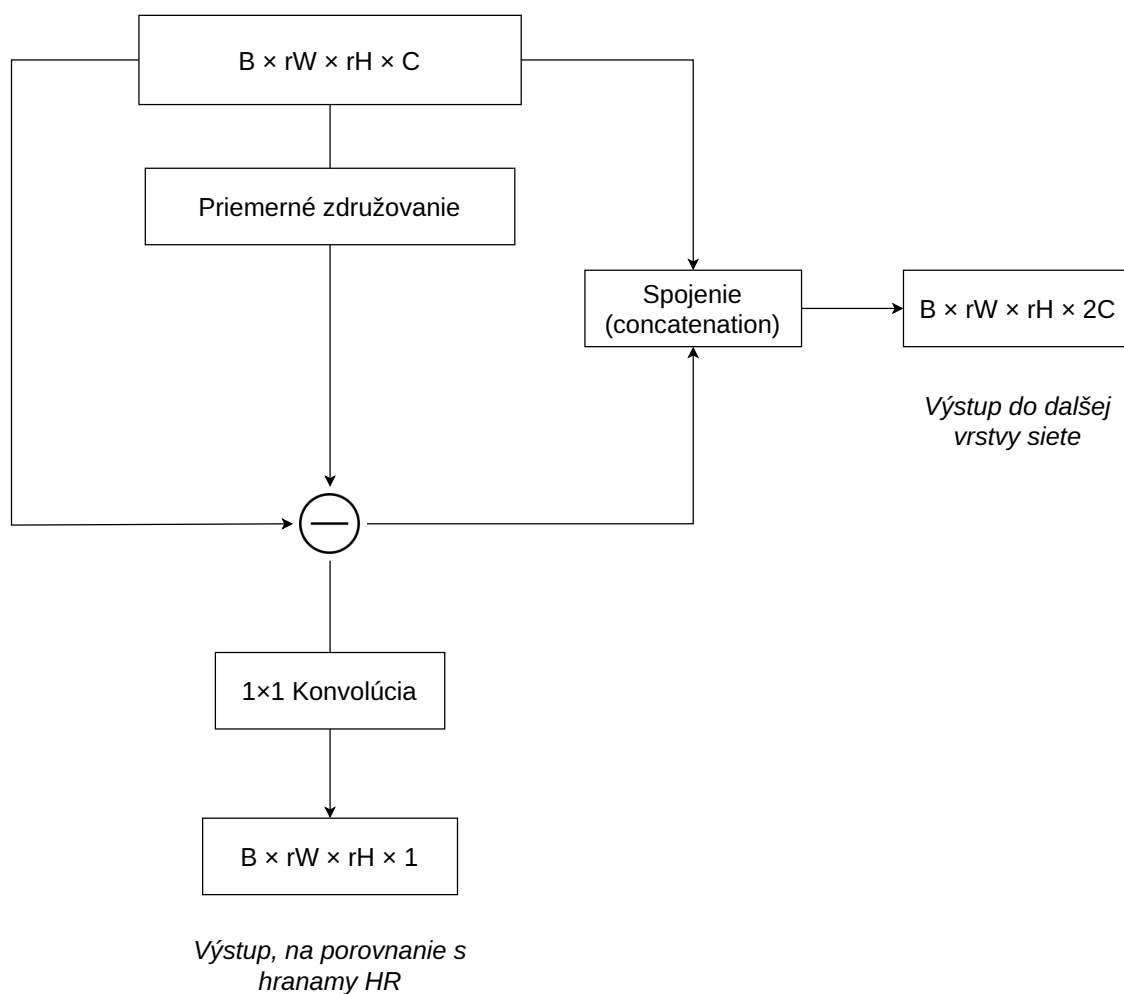 B × rW × rH × C
Priemerné združovanie
Spojenie
(concatenation)
B × rW × rH × 2C
Výstup do dalšej
vrstvy siete
1×1 Konvolúcia
B × rW × rH × 1
Výstup, na porovnanie s
hranamy HR